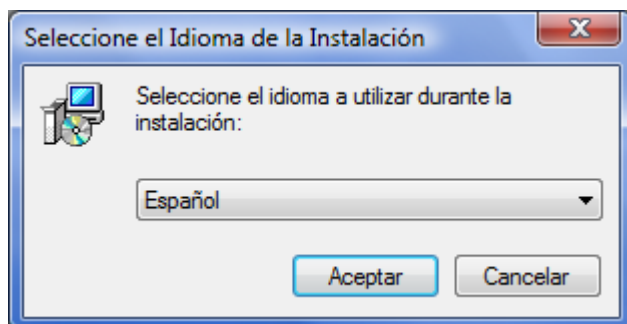 Seleccione el Idioma de la Instalación
Seleccione el idioma a utilizar durante la
instalación:
Español
Aceptar
Cancelar